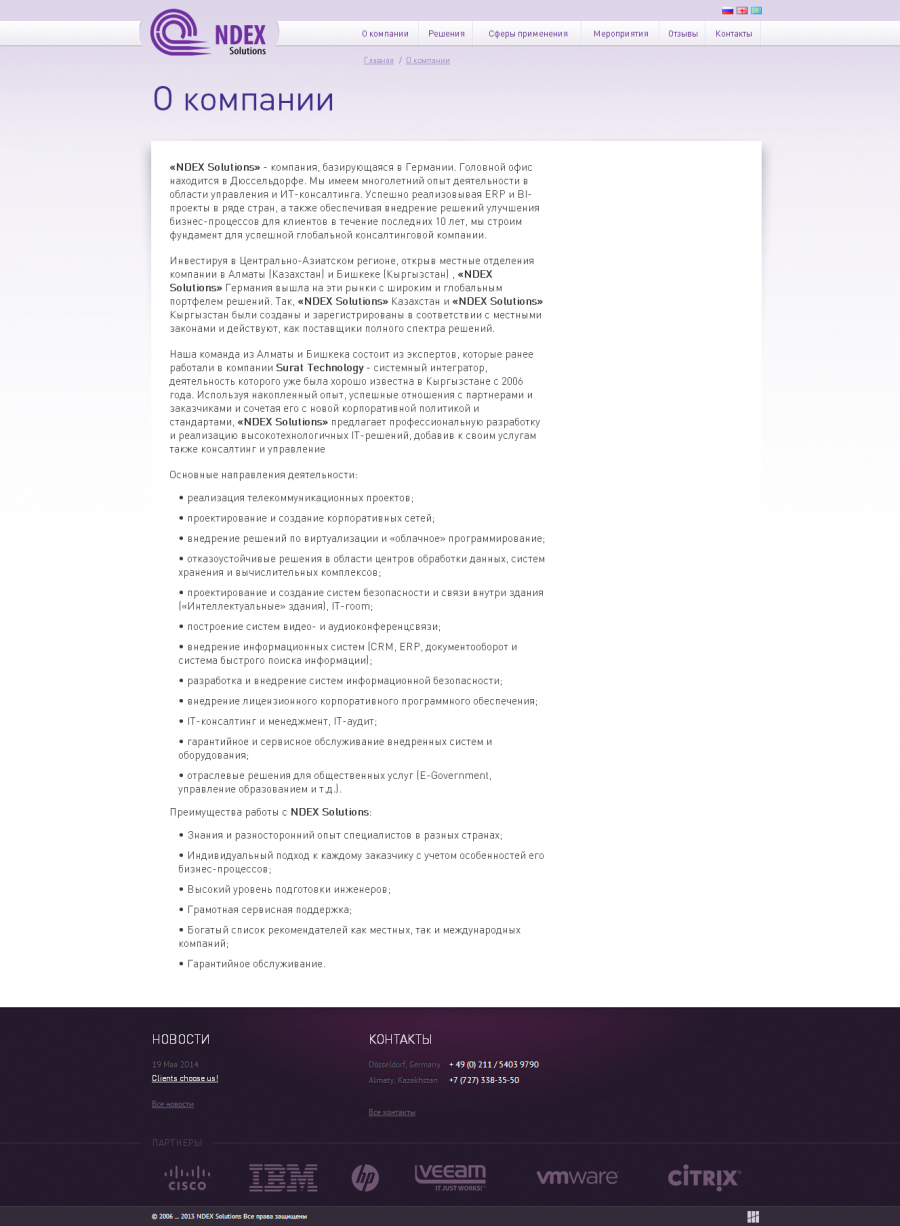 NDEX
Solutions
О компании
Решения
Сферы применения
Мероприятия
Отзывы
Контакты
Главная / О компании
О компании
«NDEX Solutions» - компания, базирующаяся в Германии. Головной офис
находится в Дюссельдорфе. Мы имеем многолетний опыт деятельности в
области управления и ИТ-консалтинга. Успешно реализовывая ERP и BI-
проекты в ряде стран, а также обеспечивая внедрение решений улучшения
бизнес-процессов для клиентов в течение последних 10 лет, мы строим
фундамент для успешной глобальной консалтинговой компании.
Инвестируя в Центрально-Азиатском регионе, открыв местные отделения
компании в Алматы (Казахстан) и Бишкеке (Кыргызстан) , «NDEX
Solutions» Германия вышла на эти рынки с широким и глобальным
портфелем решений. Так, «NDEX Solutions» Казахстан и «NDEX Solutions»
Кыргызстан были созданы и зарегистрированы в соответствии с местными
законами и действуют, как поставщики полного спектра решений.
Наша команда из Алматы и Бишкека состоит из экспертов, которые ранее
работали в компании Surat Technology - системный интегратор,
деятельность которого уже была хорошо известна в Кыргызстане с 2006
года. Используя накопленный опыт, успешные отношения с партнерами и
заказчиками и сочетая его с новой корпоративной политикой и
стандартами, «NDEX Solutions» предлагает профессиональную разработку
и реализацию высокотехнологичных IT-решений, добавив к своим услугам
также консалтинг и управление
Основные направления деятельности:
• реализация телекоммуникационных проектов;
• проектирование и создание корпоративных сетей;
• внедрение решений по виртуализации и «облачное» программирование;
• отказоустойчивые решения в области центров обработки данных, систем
хранения и вычислительных комплексов;
• проектирование и создание систем безопасности и связи внутри здания
(«Интеллектуальные» здания), IT-room;
• построение систем видео- и аудиоконференцсвязи;
• внедрение информационных систем (CRM, ERP, документооборот и
система быстрого поиска информации);
• разработка и внедрение систем информационной безопасности;
• внедрение лицензионного корпоративного программного обеспечения;
• IT-консалтинг и менеджмент, IT-аудит;
• гарантийное и сервисное обслуживание внедренных систем и
оборудования;
• отраслевые решения для общественных услуг (E-Government,
управление образованием и т.д.).
Преимущества работы с NDEX Solutions:
• Знания и разносторонний опыт специалистов в разных странах;
• Индивидуальный подход к каждому заказчику с учетом особенностей его
бизнес-процессов;
• Высокий уровень подготовки инженеров;
• Грамотная сервисная поддержка;
• Богатый список рекомендателей как местных, так и международных
компаний;
• Гарантийное обслуживание.
НОВОСТИ
19 Мая 2014
Clients choose us!
Все новости
КОНТАКТЫ
Düsseldorf, Germany + 49 (0) 211 / 5403 9790
Almaty, Kazakhstan +7 (727) 338-35-50
Все контакты
ПАРТНЕРЫ
CISCO
IBM
hp
veeam
IT JUST WORKS!
vmware
CITRIX
© 2006 ... 2013 NDEX Solutions Все права защищены